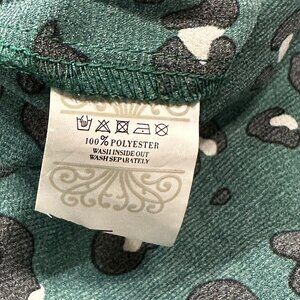 100% POLYESTER
WASH INSIDE OUT
WASH SEPARATELY